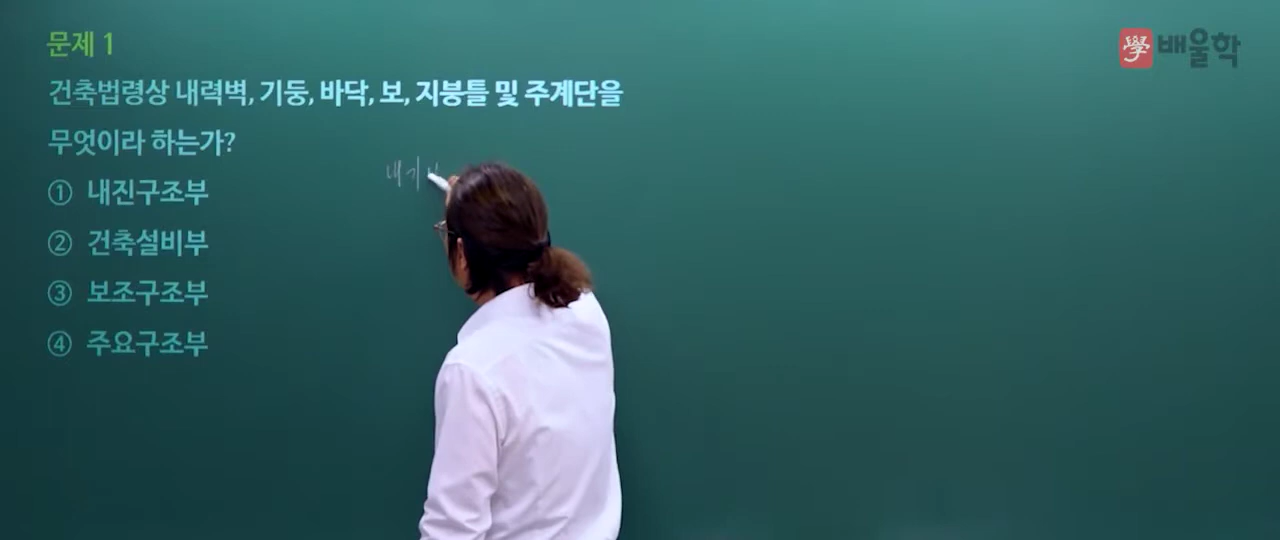 문제 1
學 배울학
건축법령상 내력벽, 기둥, 바닥, 보, 지붕틀 및 주계단을
무엇이라 하는가?
내기
① 내진구조부
② 건축설비부
③ 보조구조부
④ 주요구조부